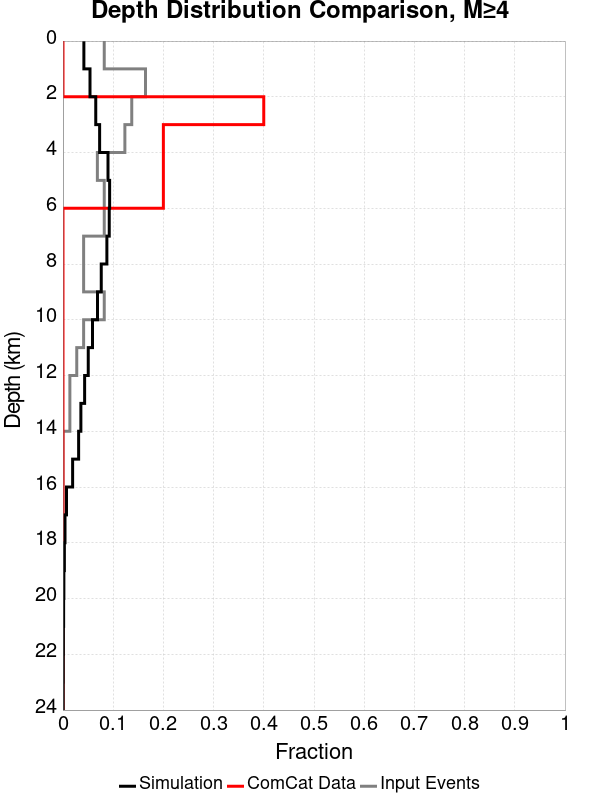 Depth Distribution Comparison, M≥4
0
2
4
6
8
10
12
14
16
18
20
22
24
Depth (km)
0 0.1 0.2 0.3 0.4 0.5 0.6 0.7 0.8 0.9 1
Fraction
Simulation ComCat Data Input Events